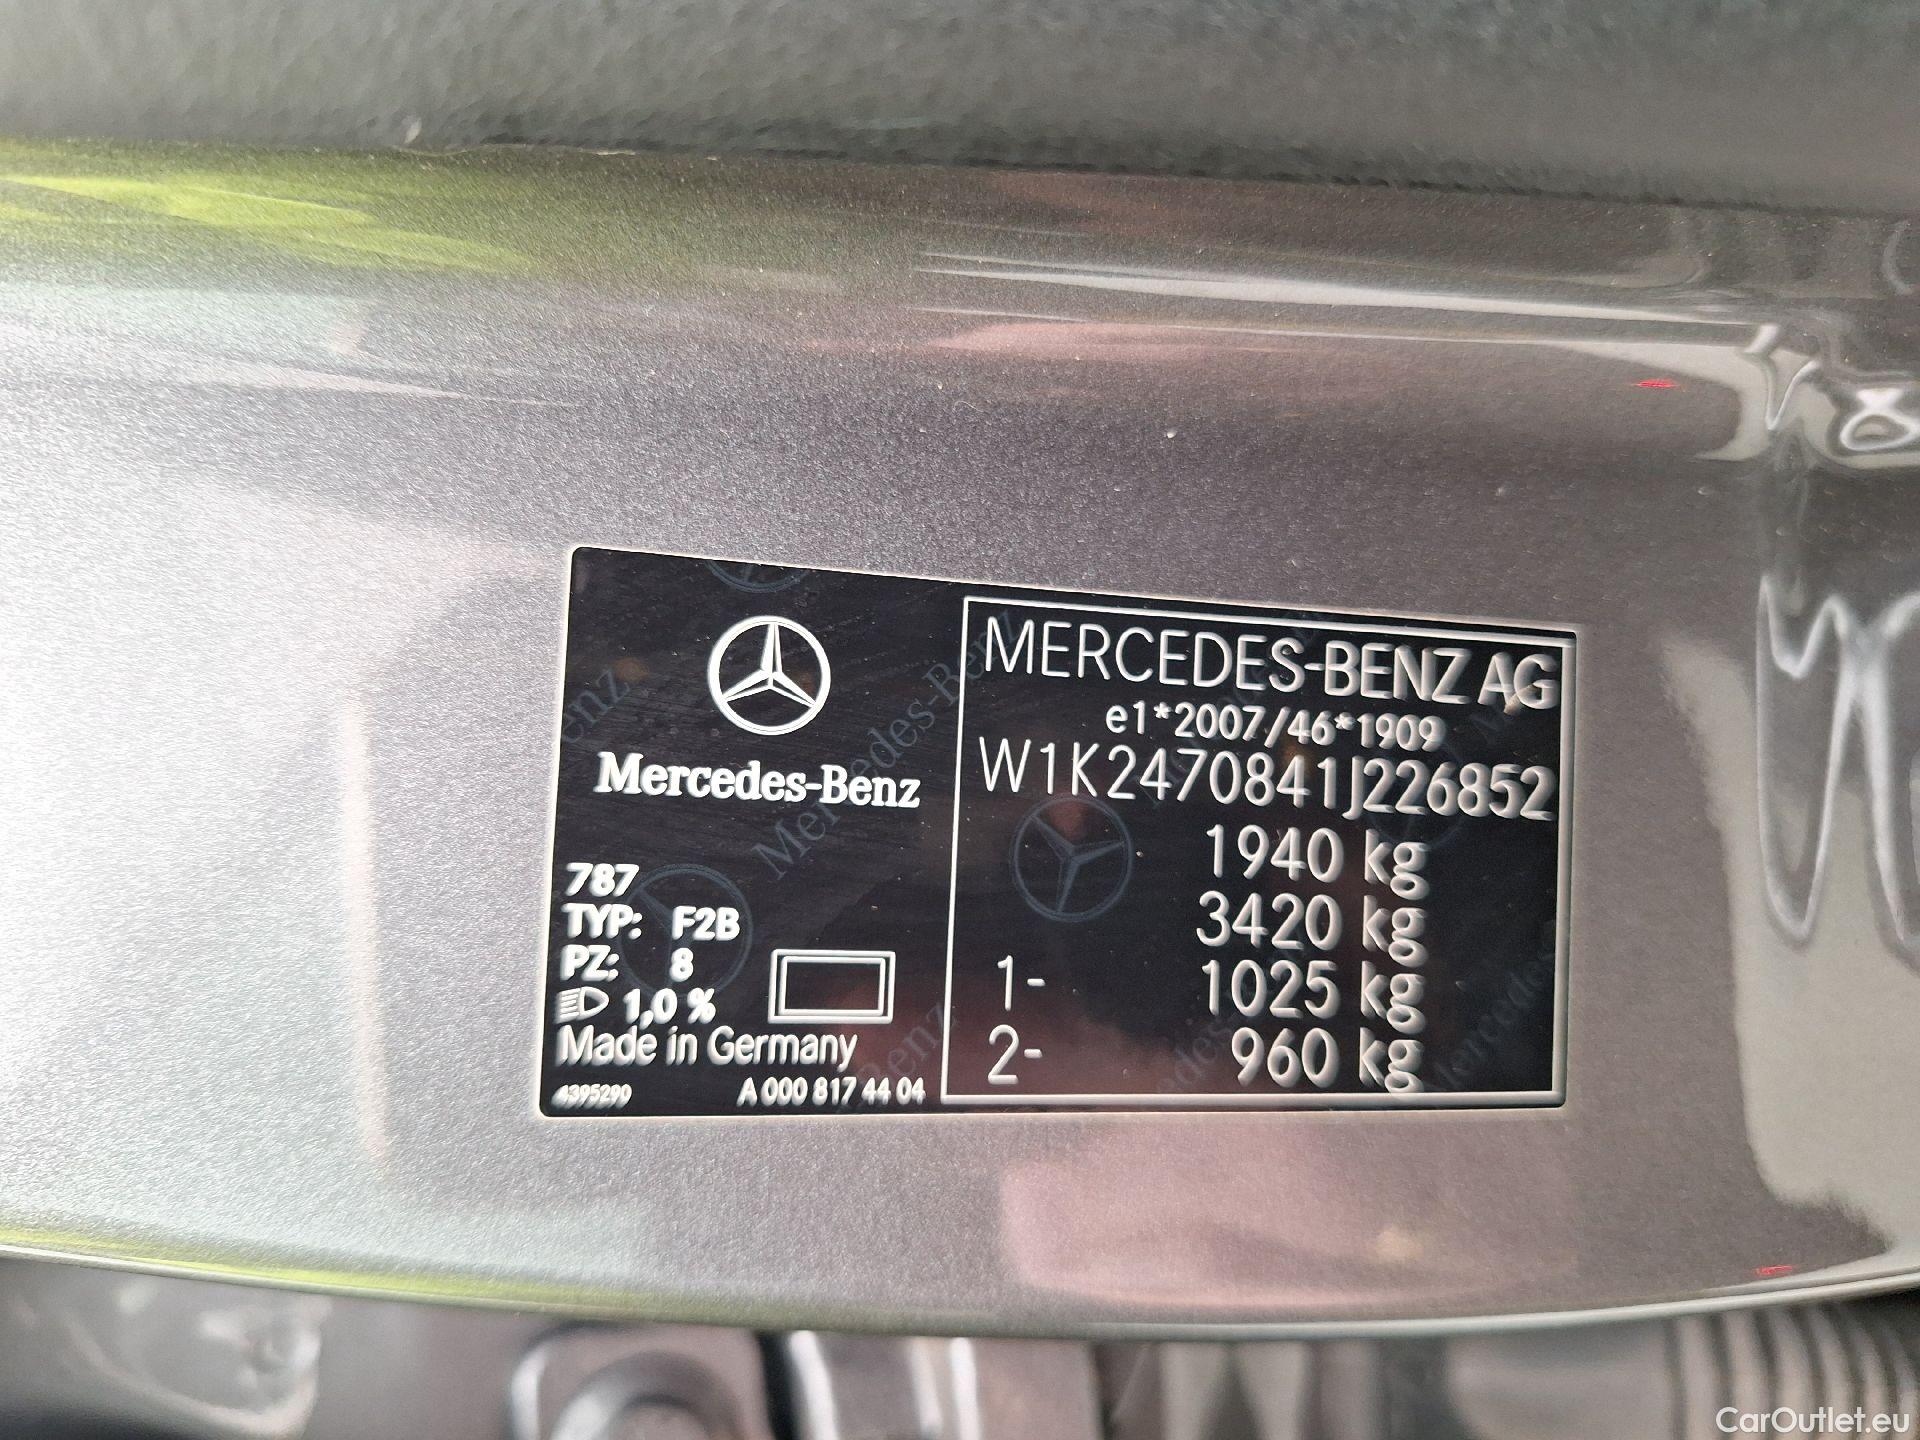 Mercedes-Benz
787
TYP: F2B
PZ: 8
1,0 %
Made in Germany
4395290 A 000 817 44 04
MERCEDES-BENZ AG
e1*2007/46*1909
W1K2470841J226852
1940 kg
3420 kg
1- 1025 kg
2- 960 kg
CarOutlet.eu